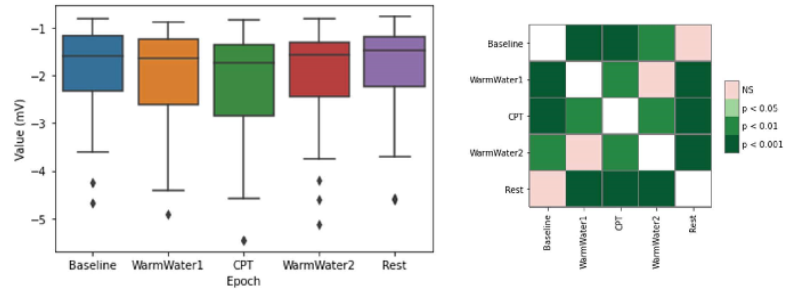 −1
−2
−3
−4
−5
Value (mV)
Baseline WarmWater1 CPT WarmWater2 Rest
Epoch
Baseline
WarmWater1
CPT
WarmWater2
Rest
Baseline
WarmWater1
CPT
WarmWater2
Rest
NS
p < 0.05
p < 0.01
p < 0.001